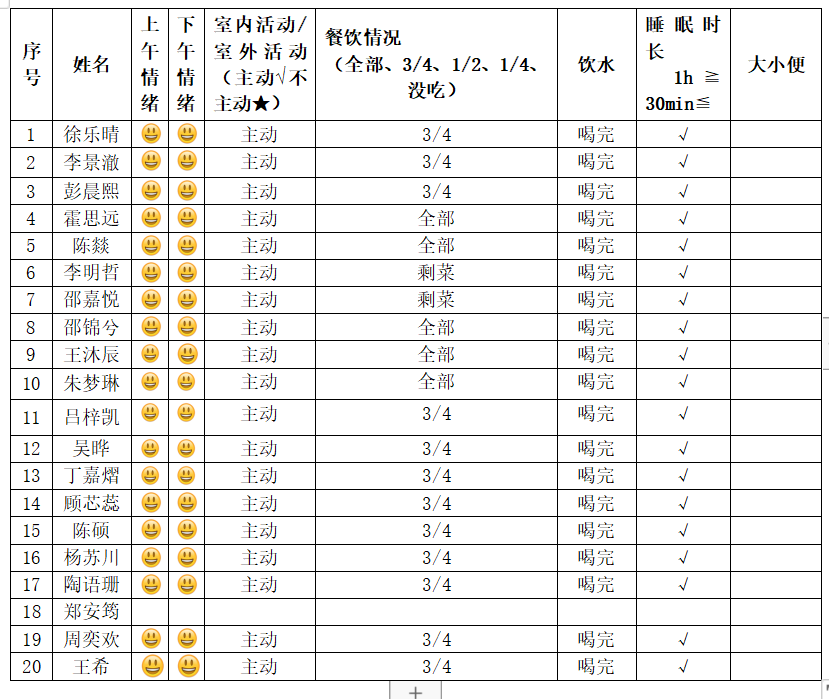 序号 姓名 上午情绪 下午情绪 室内活动/室外活动（主动√不主动★） 餐饮情况（全部、3/4、1/2、1/4、没吃） 饮水 睡眠时长 1h ≧ 30min≦ 大小便
1 徐乐晴 😃 😃 主动 3/4 喝完 √
2 李景澈 😃 😃 主动 3/4 喝完 √
3 彭晨熙 😃 😃 主动 3/4 喝完 √
4 霍思远 😃 😃 主动 全部 喝完 √
5 陈燚 😃 😃 主动 全部 喝完 √
6 李明哲 😃 😃 主动 剩菜 喝完 √
7 邵嘉悦 😃 😃 主动 剩菜 喝完 √
8 邵锦兮 😃 😃 主动 全部 喝完 √
9 王沐辰 😃 😃 主动 全部 喝完 √
10 朱梦琳 😃 😃 主动 全部 喝完 √
11 吕梓凯 😃 😃 主动 3/4 喝完 √
12 吴晔 😃 😃 主动 3/4 喝完 √
13 丁嘉熠 😃 😃 主动 3/4 喝完 √
14 顾芯蕊 😃 😃 主动 3/4 喝完 √
15 陈硕 😃 😃 主动 3/4 喝完 √
16 杨苏川 😃 😃 主动 3/4 喝完 √
17 陶语珊 😃 😃 主动 3/4 喝完 √
18 郑安筠
19 周奕欢 😃 😃 主动 3/4 喝完 √
20 王希 😃 😃 主动 3/4 喝完 √